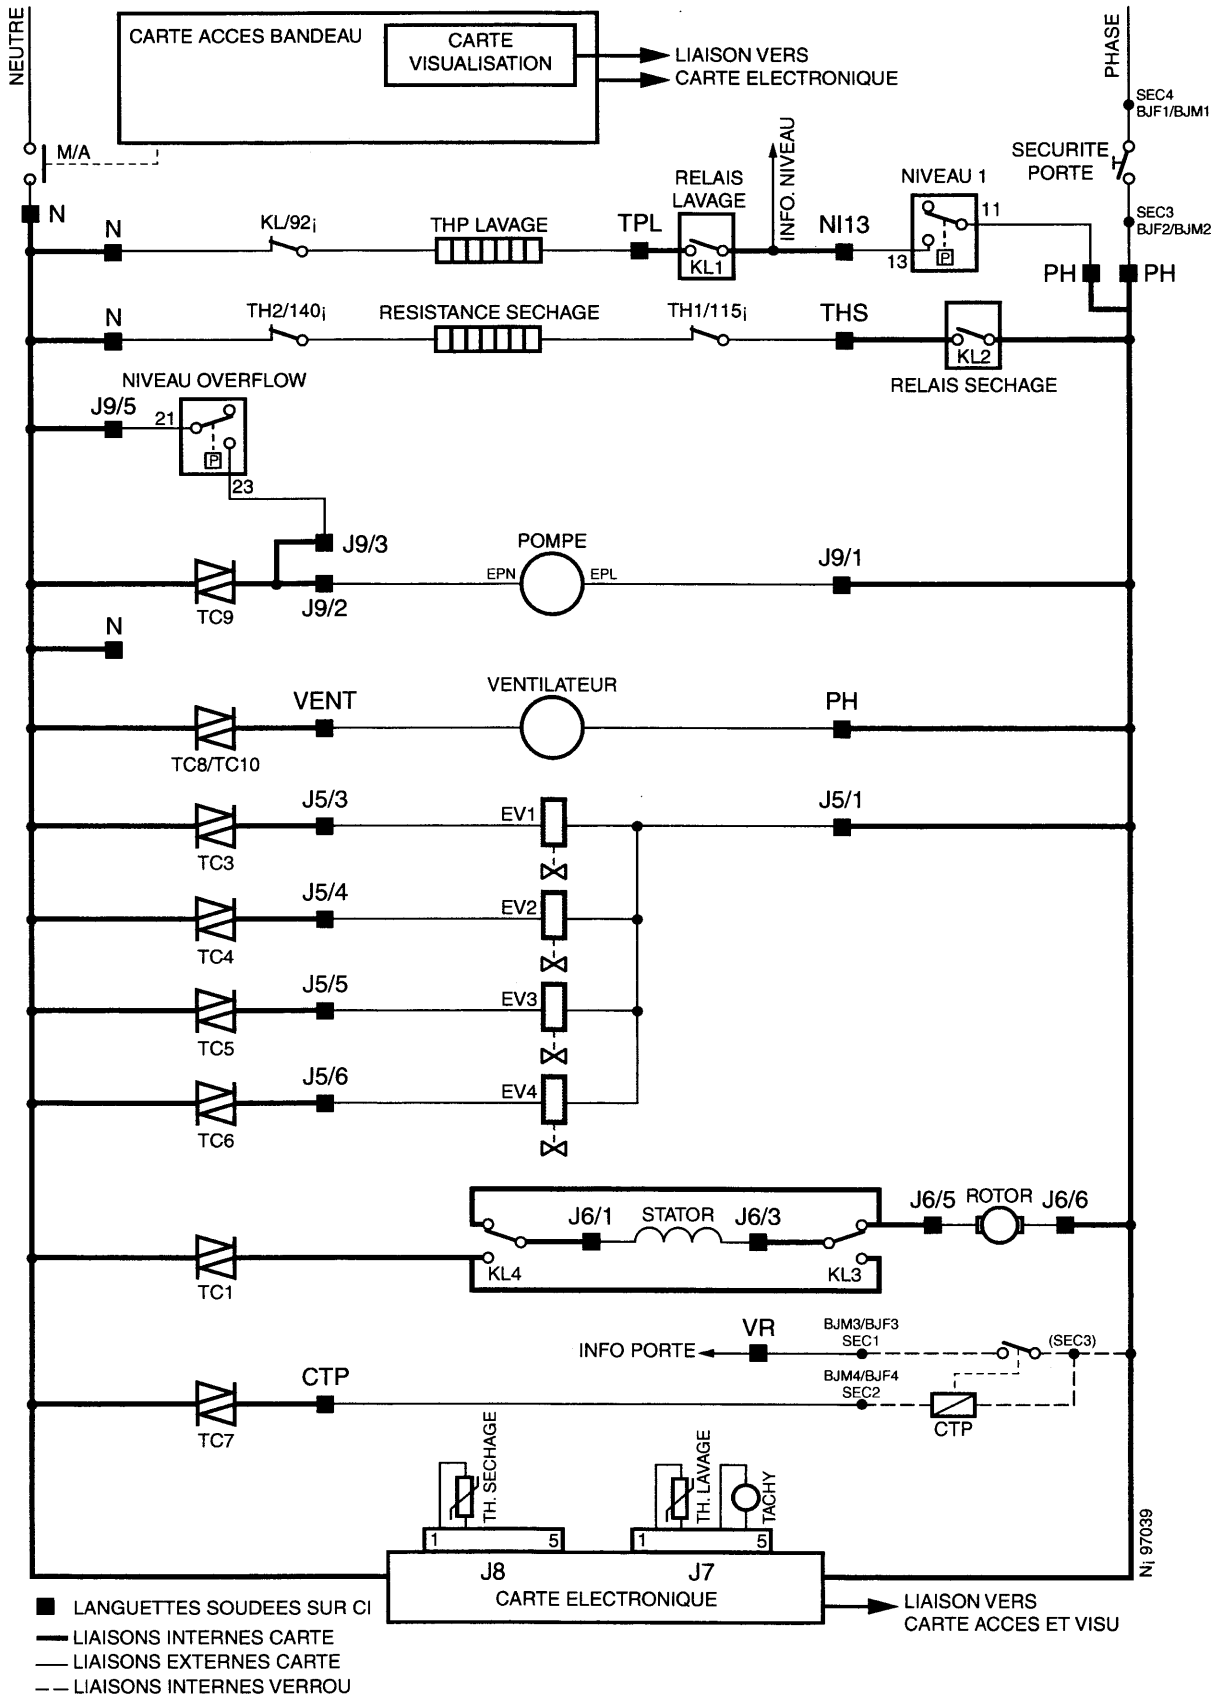 NEUTRE
CARTE ACCES BANDEAU
CARTE
VISUALISATION
LIAISON VERS
CARTE ELECTRONIQUE
PHASE
SEC4
BJF1/BJM1
M/A
SECURITE
PORTE
N
RELAIS
LAVAGE
INFO. NIVEAU
NIVEAU 1
11
SEC3
BJF2/BJM2
N
KL/92¡
THP LAVAGE
TPL
KL1
NI13
13
P
PH
PH
N
TH2/140¡
RESISTANCE SECHAGE
TH1/115¡
THS
KL2
RELAIS SECHAGE
NIVEAU OVERFLOW
J9/5
21
P
23
J9/3
POMPE
J9/1
EPN
EPL
TC9
J9/2
N
VENTILATEUR
VENT
PH
TC8/TC10
J5/3
EV1
J5/1
TC3
J5/4
EV2
TC4
J5/5
EV3
TC5
J5/6
EV4
TC6
J6/5
ROTOR
J6/6
J6/1
STATOR
J6/3
KL4
KL3
TC1
VR
BJM3/BJF3
SEC1
(SEC3)
INFO PORTE
CTP
BJM4/BJF4
SEC2
CTP
TC7
TH. SECHAGE
TH. LAVAGE
TACHY
1
5
1
5
J8
J7
CARTE ELECTRONIQUE
N¡ 97039
LIAISON VERS
CARTE ACCES ET VISU
LANGUETTES SOUDEES SUR CI
LIAISONS INTERNES CARTE
LIAISONS EXTERNES CARTE
LIAISONS INTERNES VERROU